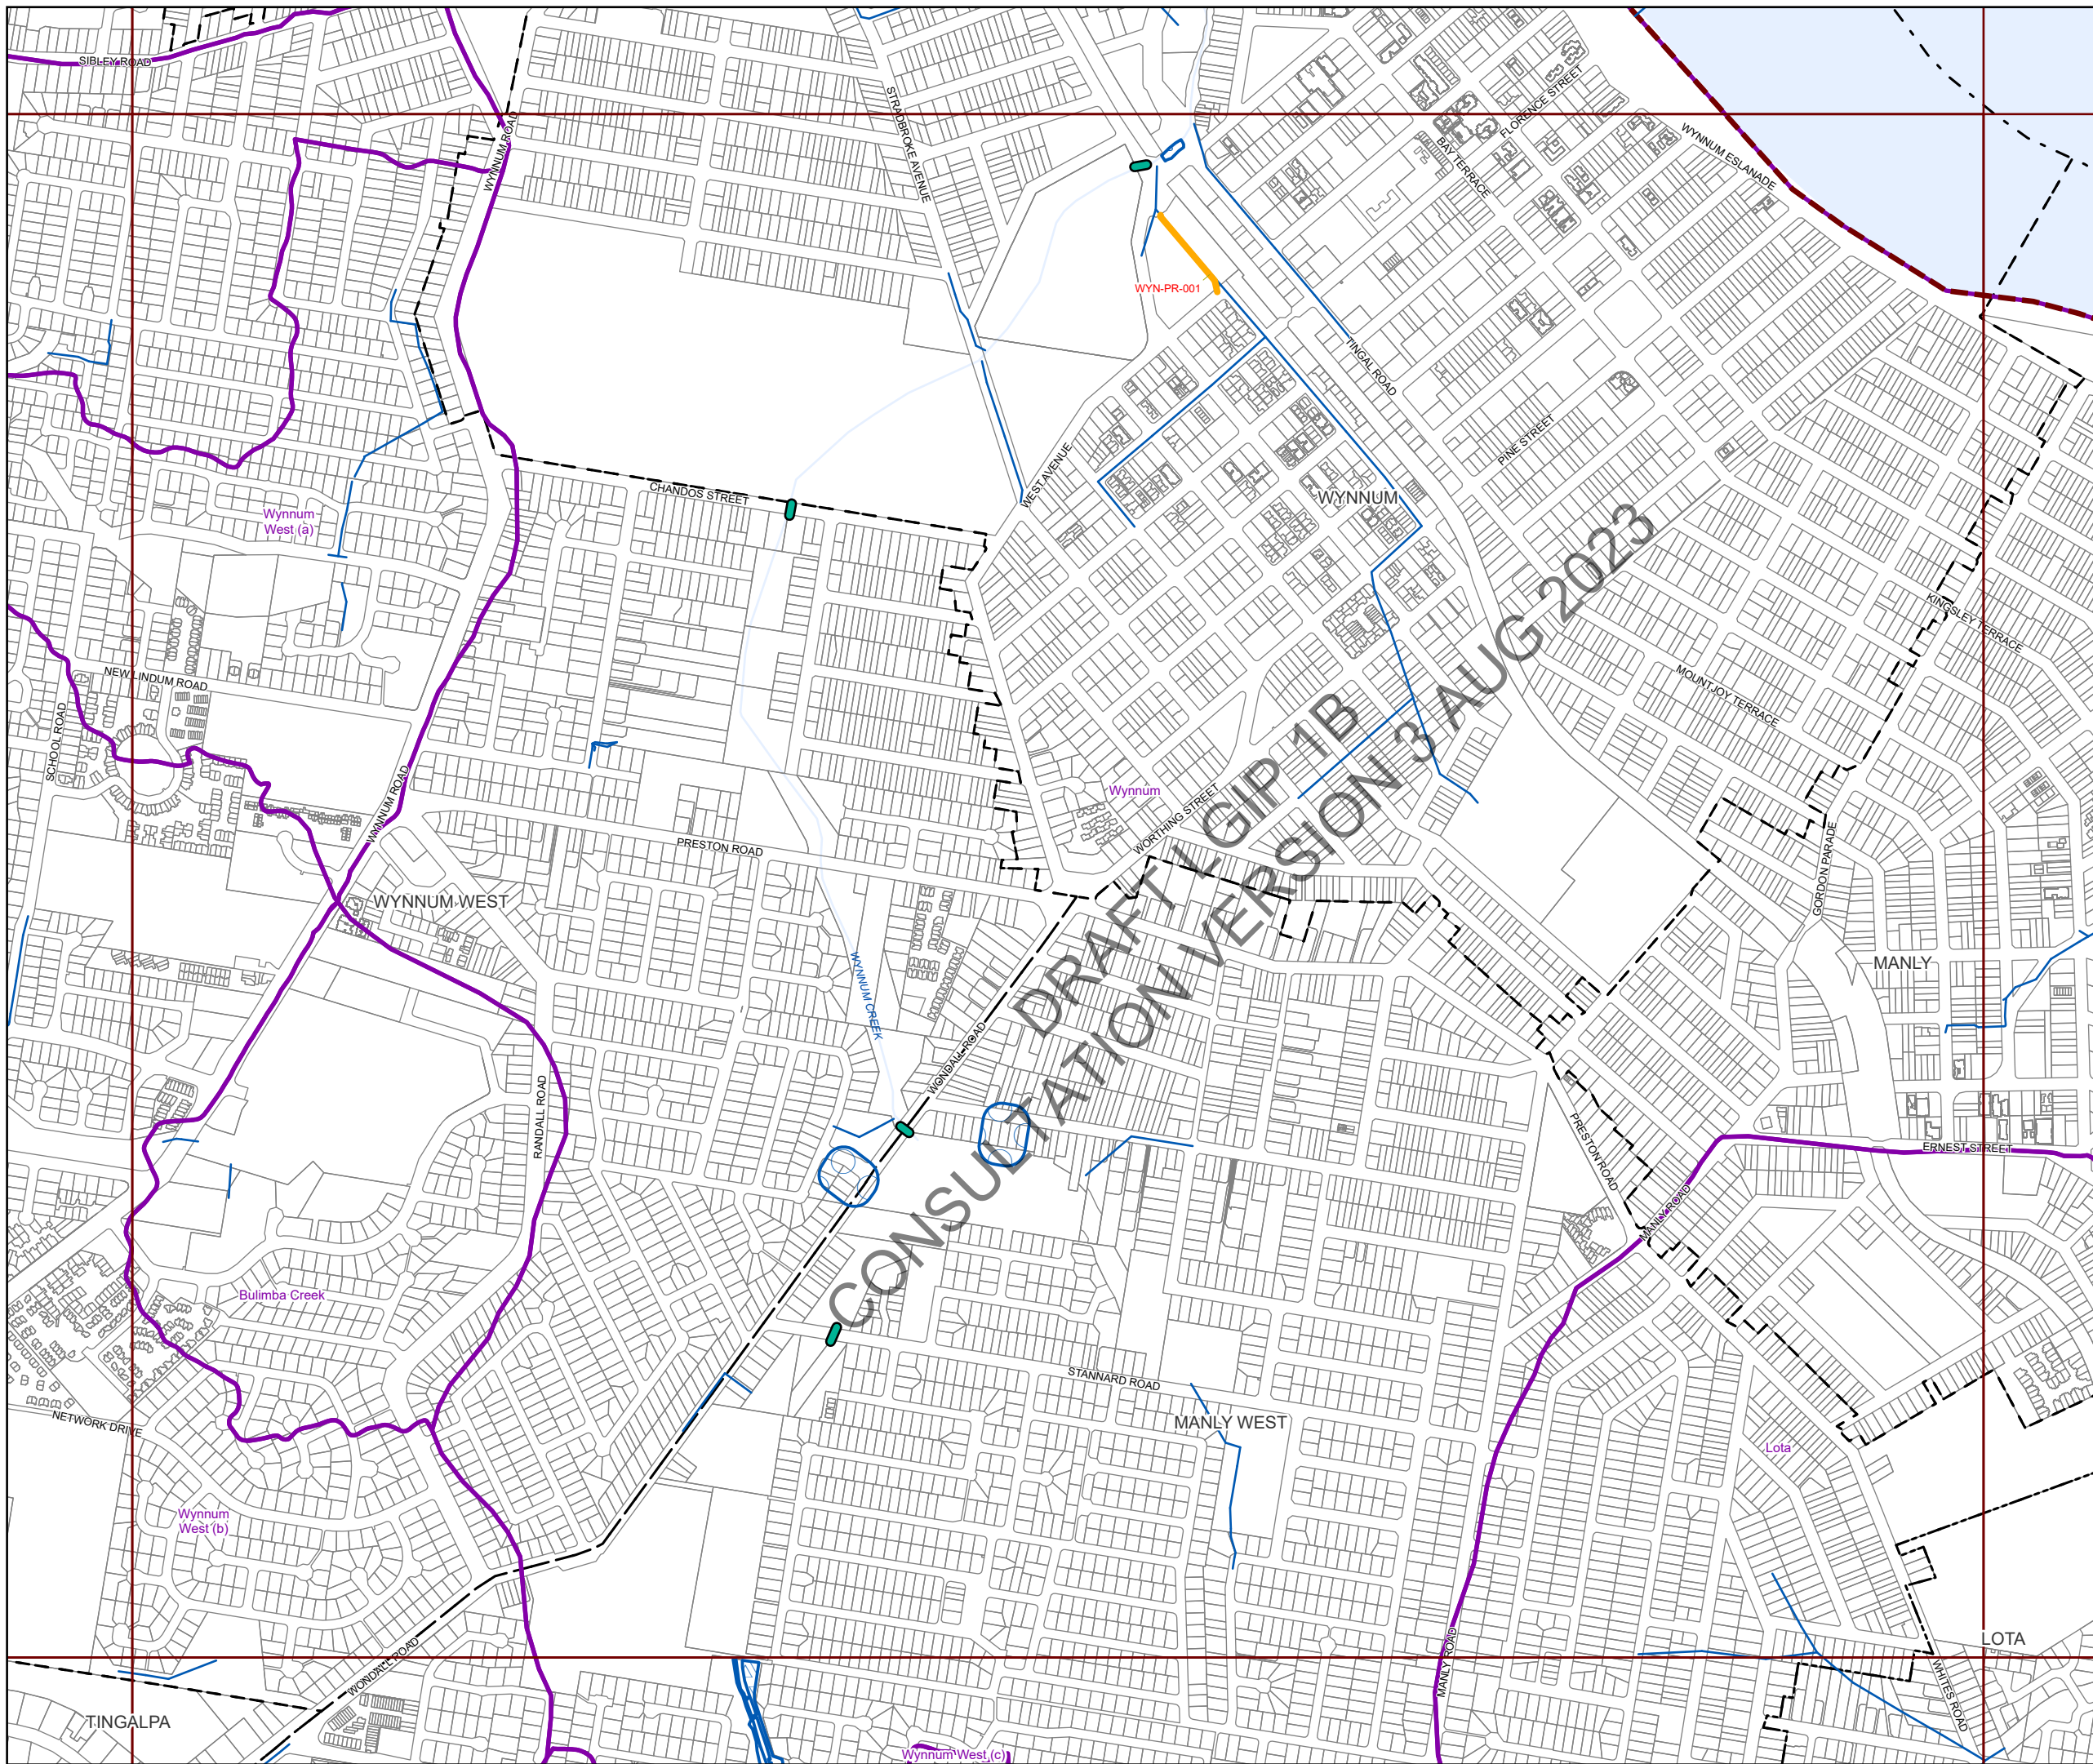 SIBLEY ROAD
WYNNUM ROAD
STRADBROKE AVENUE
FLORENCE STREET
BAY TERRACE
WYNNUM ESLANADE
WYN-PR-001
TINGAL ROAD
PINE STREET
WEST AVENUE
CHANDOS STREET
WYNNUM
Wynnum
West (a)
KINGSLEY TERRACE
NEW LINDUM ROAD
MOUNTJOY TERRACE
SCHOOL ROAD
WYNNUM ROAD
Wynnum
WORTHING STREET
PRESTON ROAD
GORDON PARADE
WYNNUM WEST
DRAFT LGIP 1B
CONSULTATION VERSION 3 AUG 2023
WYNNUM CREEK
MANLY
WONDALL ROAD
RANDALL ROAD
PRESTON ROAD
ERNEST STREET
MANLY ROAD
Bulimba Creek
STANNARD ROAD
NETWORK DRIVE
MANLY WEST
Lota
Wynnum
West (b)
LOTA
WONDALL ROAD
MANLY ROAD
WHITES ROAD
TINGALPA
Wynnum West (c)